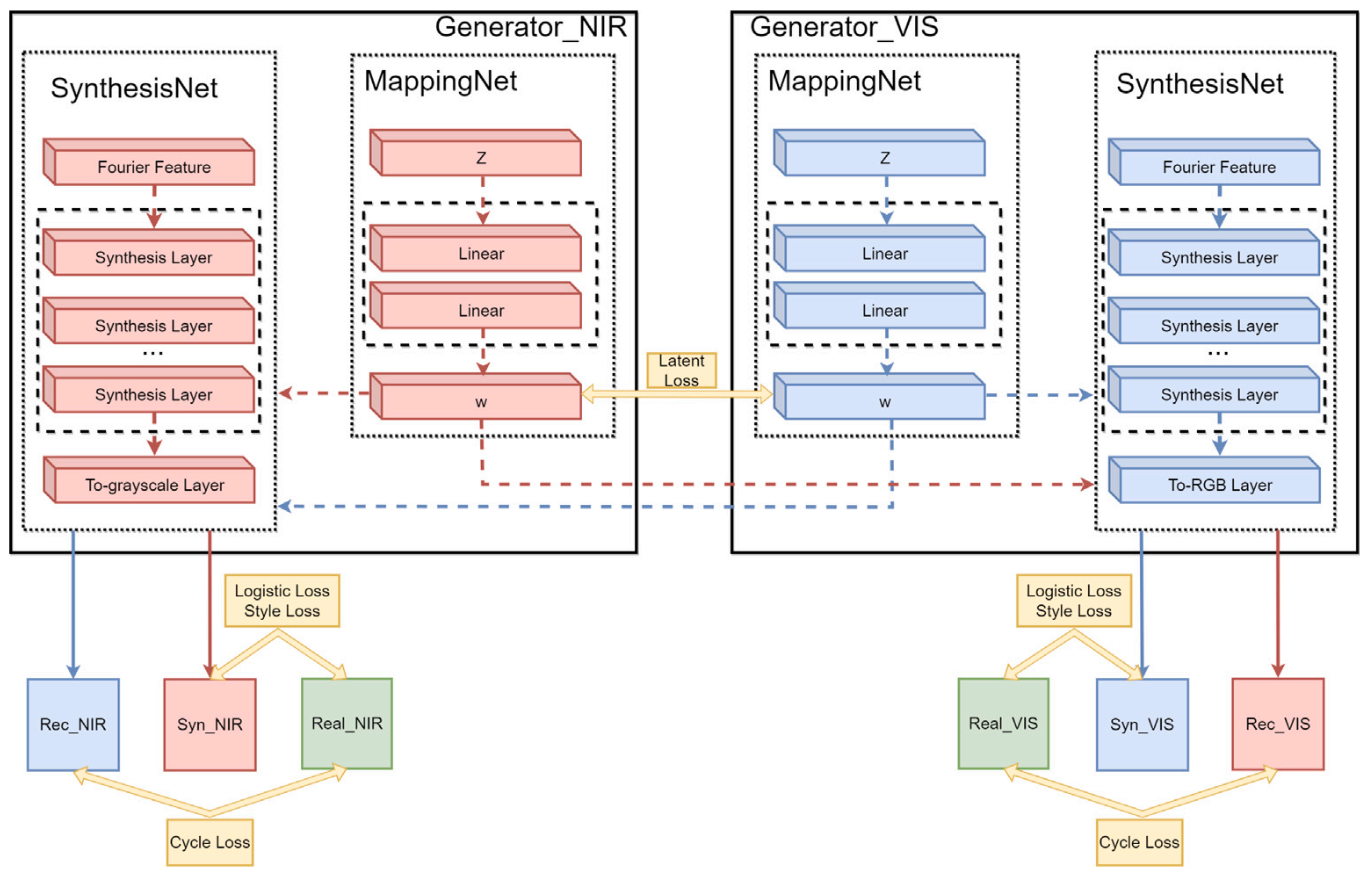 Generator_NIR
SynthesisNet
Fourier Feature
Synthesis Layer
Synthesis Layer
...
Synthesis Layer
To-grayscale Layer
MappingNet
Z
Linear
Linear
w
Latent
Loss
Generator_VIS
MappingNet
Z
Linear
Linear
w
SynthesisNet
Fourier Feature
Synthesis Layer
Synthesis Layer
...
Synthesis Layer
To-RGB Layer
Logistic Loss
Style Loss
Rec_NIR
Syn_NIR
Real_NIR
Cycle Loss
Logistic Loss
Style Loss
Real_VIS
Syn_VIS
Rec_VIS
Cycle Loss